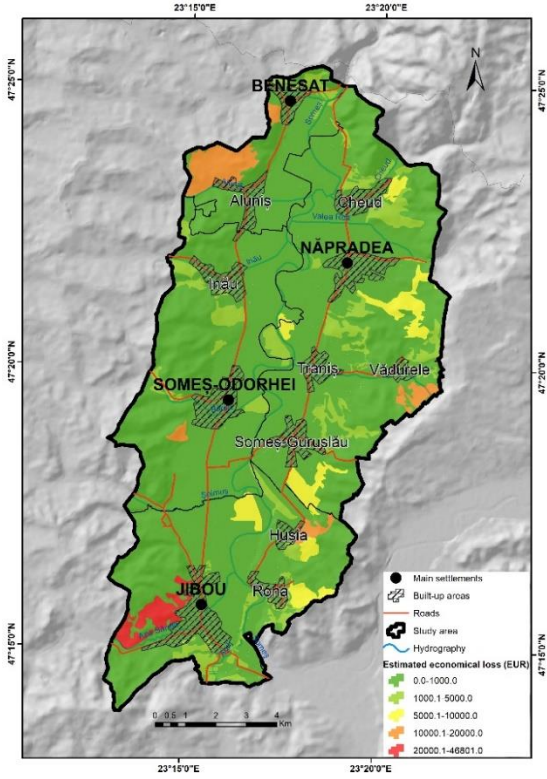 23°15'0"E 23°20'0"E
N
47°25'0"N 47°25'0"N
BENESAT
Someș
Aluniș
Cheud
Valea
NĂPRADEA
Inău
Inău
47°20'0"N 47°20'0"N
Traniș
Vădurele
SOMEȘ-ODORHEI
Someș-Gurușlău
Someș
Husia
JIBOU
Rona
47°15'0"N 47°15'0"N
Main settlements
Built-up areas
Roads
Study area
Hydrography
Estimated economical loss (EUR)
0.0-1000.0
1000.1-5000.0
5000.1-10000.0
10000.1-20000.0
20000.1-46801.0
0 0.5 1 2 3 4
Km
23°15'0"E 23°20'0"E